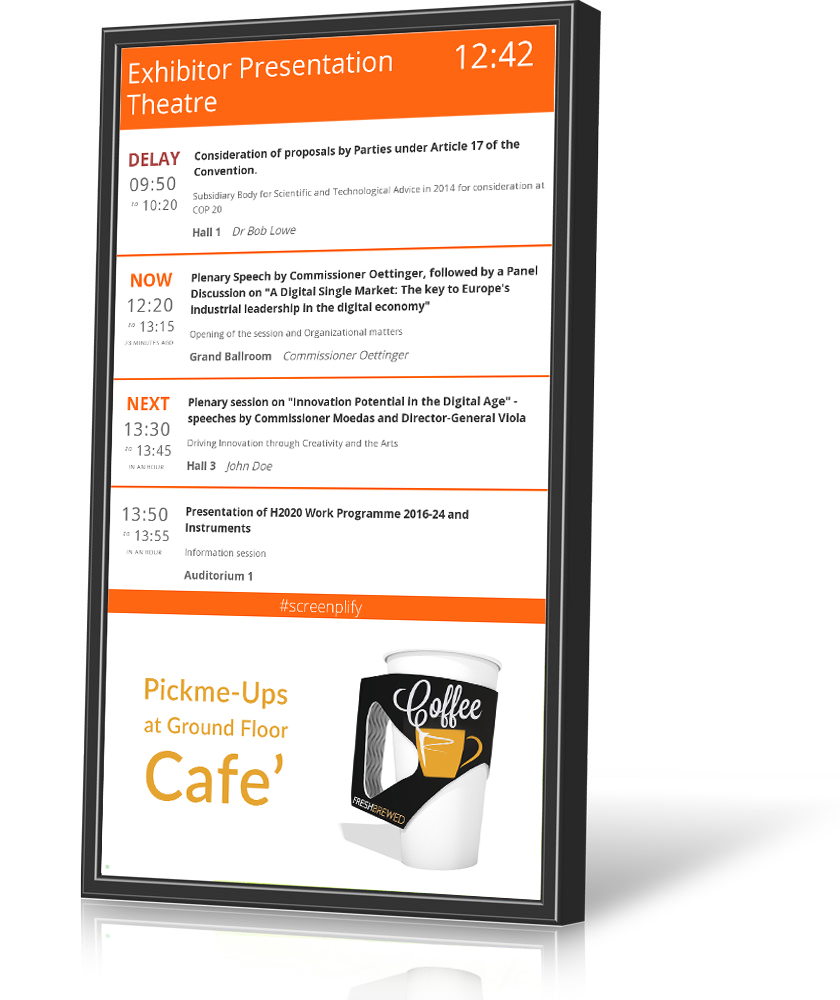 Exhibitor Presentation
Theatre
12:42
DELAY
09:50
to 10:20
Consideration of proposals by Parties under Article 17 of the
Convention.
Subsidiary Body for Scientific and Technological Advice in 2014 for consideration at
COP 20
Hall 1 Dr Bob Lowe
NOW
12:20
to 13:15
MINUTES AGO
Plenary Speech by Commissioner Oettinger, followed by a Panel
Discussion on "A Digital Single Market: The key to Europe's
industrial leadership in the digital economy"
Opening of the session and Organizational matters
Grand Ballroom Commissioner Oettinger
NEXT
13:30
to 13:45
IN AN HOUR
Plenary session on "Innovation Potential in the Digital Age" -
speeches by Commissioner Moedas and Director-General Viola
Driving Innovation through Creativity and the Arts
Hall 3 John Doe
13:50
to 13:55
IN AN HOUR
Presentation of H2020 Work Programme 2016-24 and
Instruments
Information session
Auditorium 1
#screenplify
Pickme-Ups
at Ground Floor
Cafe’
Coffee
FRESHBREWED